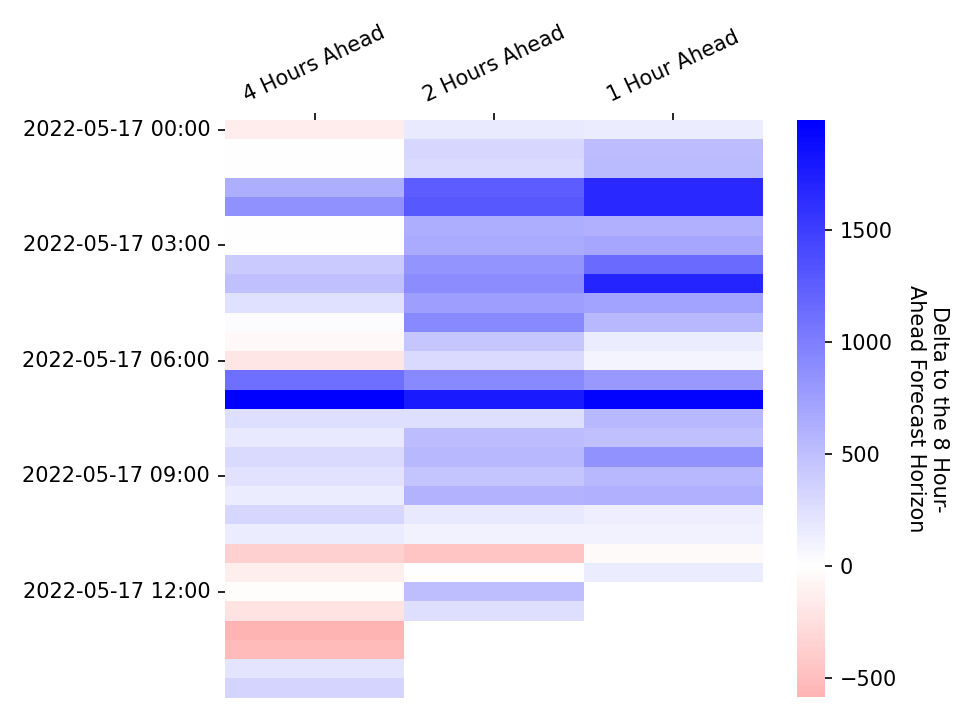 4 Hours Ahead
2 Hours Ahead
1 Hour Ahead
2022-05-17 00:00
2022-05-17 03:00
2022-05-17 06:00
2022-05-17 09:00
2022-05-17 12:00
1500
1000
500
0
−500
Delta to the 8 Hour-
Ahead Forecast Horizon